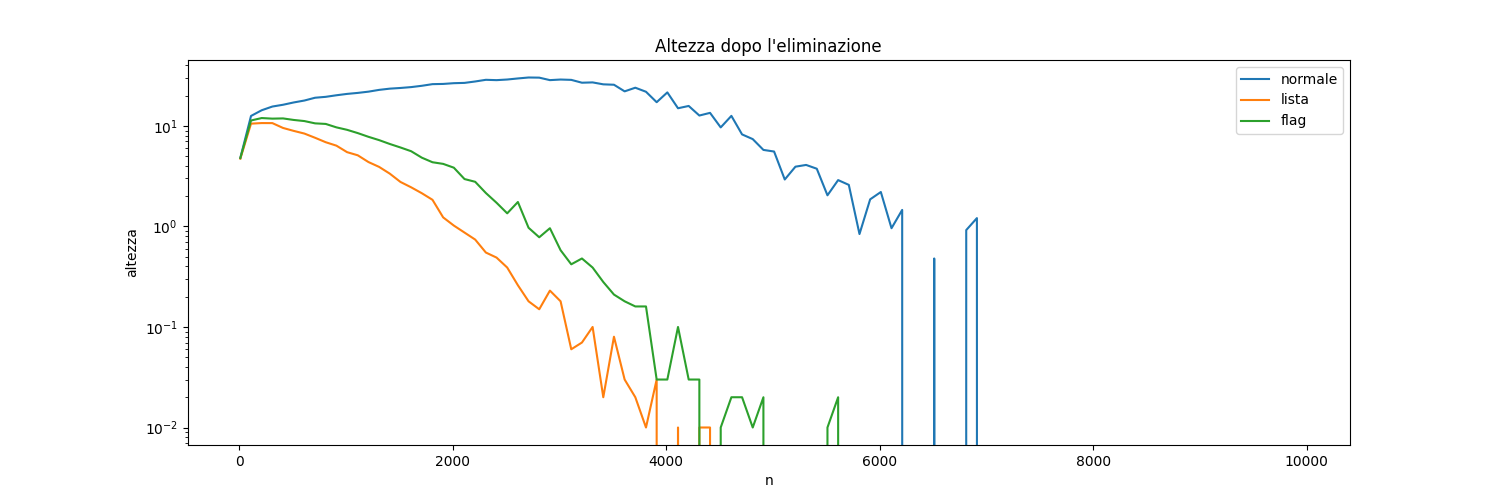 Altezza dopo l'eliminazione
normale
lista
flag
altezza
10¹
10⁰
10⁻¹
10⁻²
0 2000 4000 6000 8000 10000
n